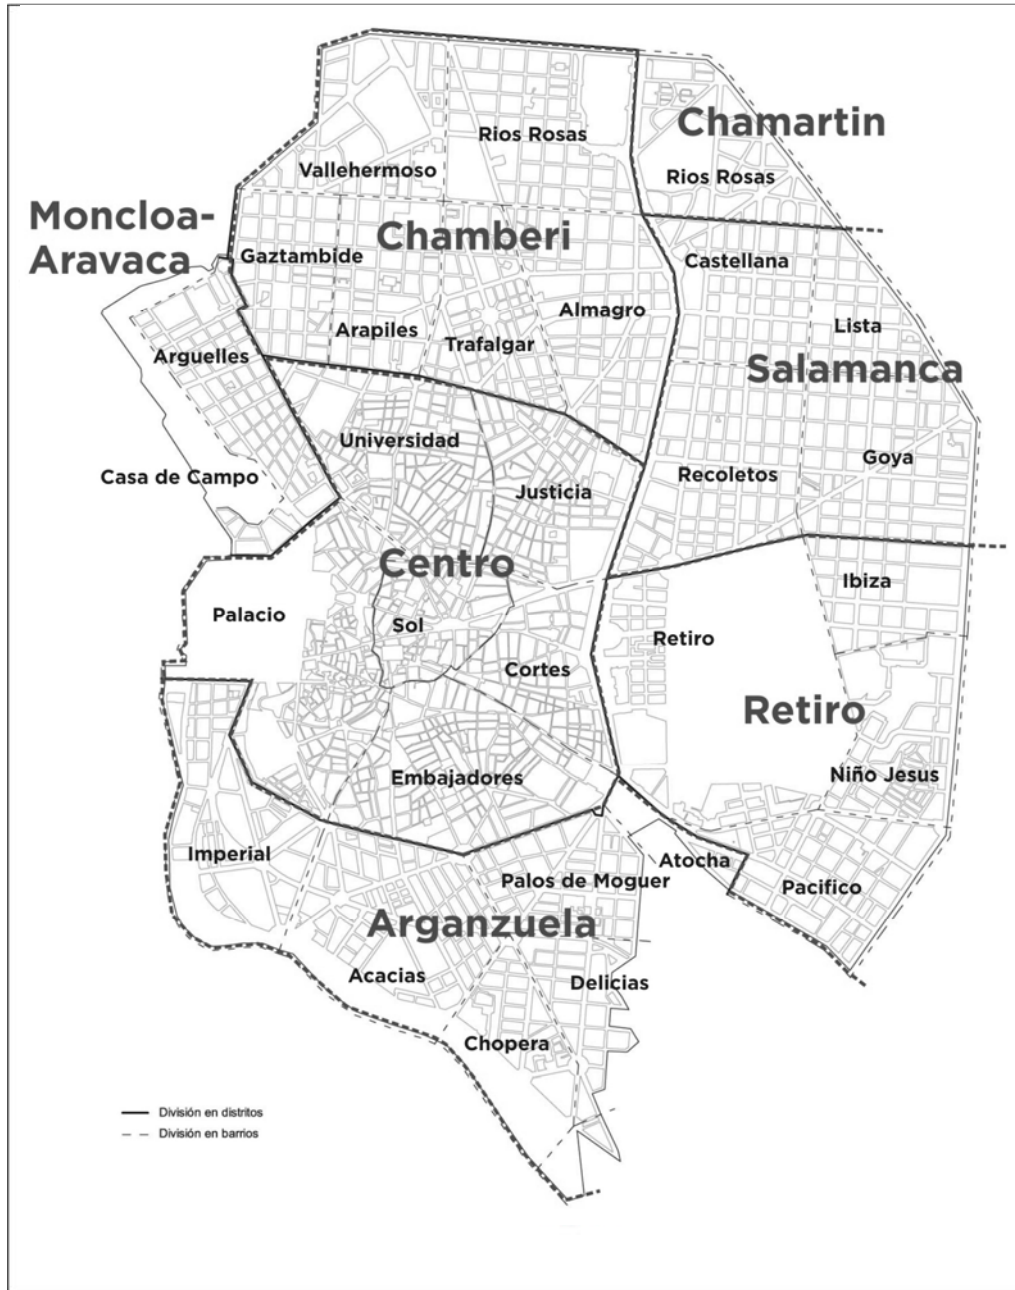 Chamartin
Rios Rosas
Vallehermoso
Rios Rosas
Moncloa-
Aravaca
Chamberi
Gaztambide
Castellana
Almagro
Arapiles
Trafalgar
Lista
Arguelles
Salamanca
Universidad
Goya
Casa de Campo
Recoletos
Justicia
Centro
Ibiza
Palacio
Sol
Retiro
Cortes
Retiro
Embajadores
Niño Jesus
Imperial
Atocha
Palos de Moguer
Pacifico
Arganzuela
Acacias
Delicias
Chopera
División en distritos
División en barrios